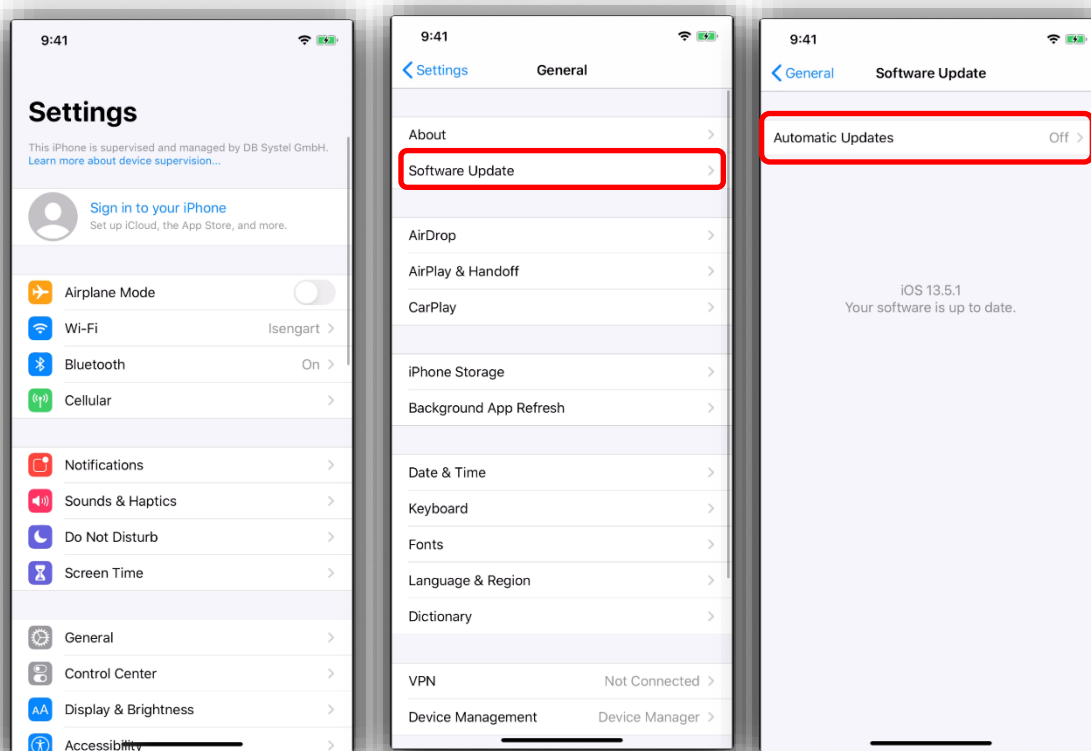 9:41
Settings
This iPhone is supervised and managed by DB Systel GmbH.
Learn more about device supervision...
Sign in to your iPhone
Set up iCloud, the App Store, and more.
Airplane Mode
Wi-Fi Isengart
Bluetooth On
Cellular
Notifications
Sounds & Haptics
Do Not Disturb
Screen Time
General
Control Center
AA Display & Brightness
Accessibility
9:41
Settings General
About
Software Update
AirDrop
AirPlay & Handoff
CarPlay
iPhone Storage
Background App Refresh
Date & Time
Keyboard
Fonts
Language & Region
Dictionary
VPN Not Connected
Device Management Device Manager
9:41
General Software Update
Automatic Updates Off
iOS 13.5.1
Your software is up to date.